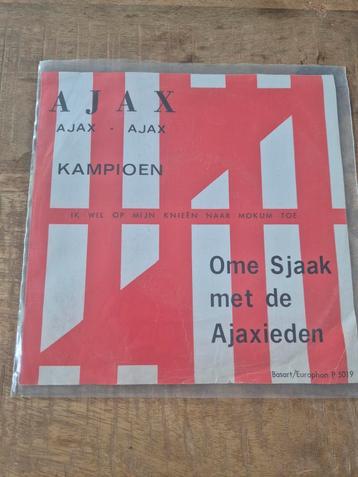 AJAX
AJAX - AJAX
KAMPIOEN
IK WIL OP MIJN KNIEËN NAAR MOKUM TOE
Ome Sjaak
met de
Ajaxieden
Basart/Europhon P 5019